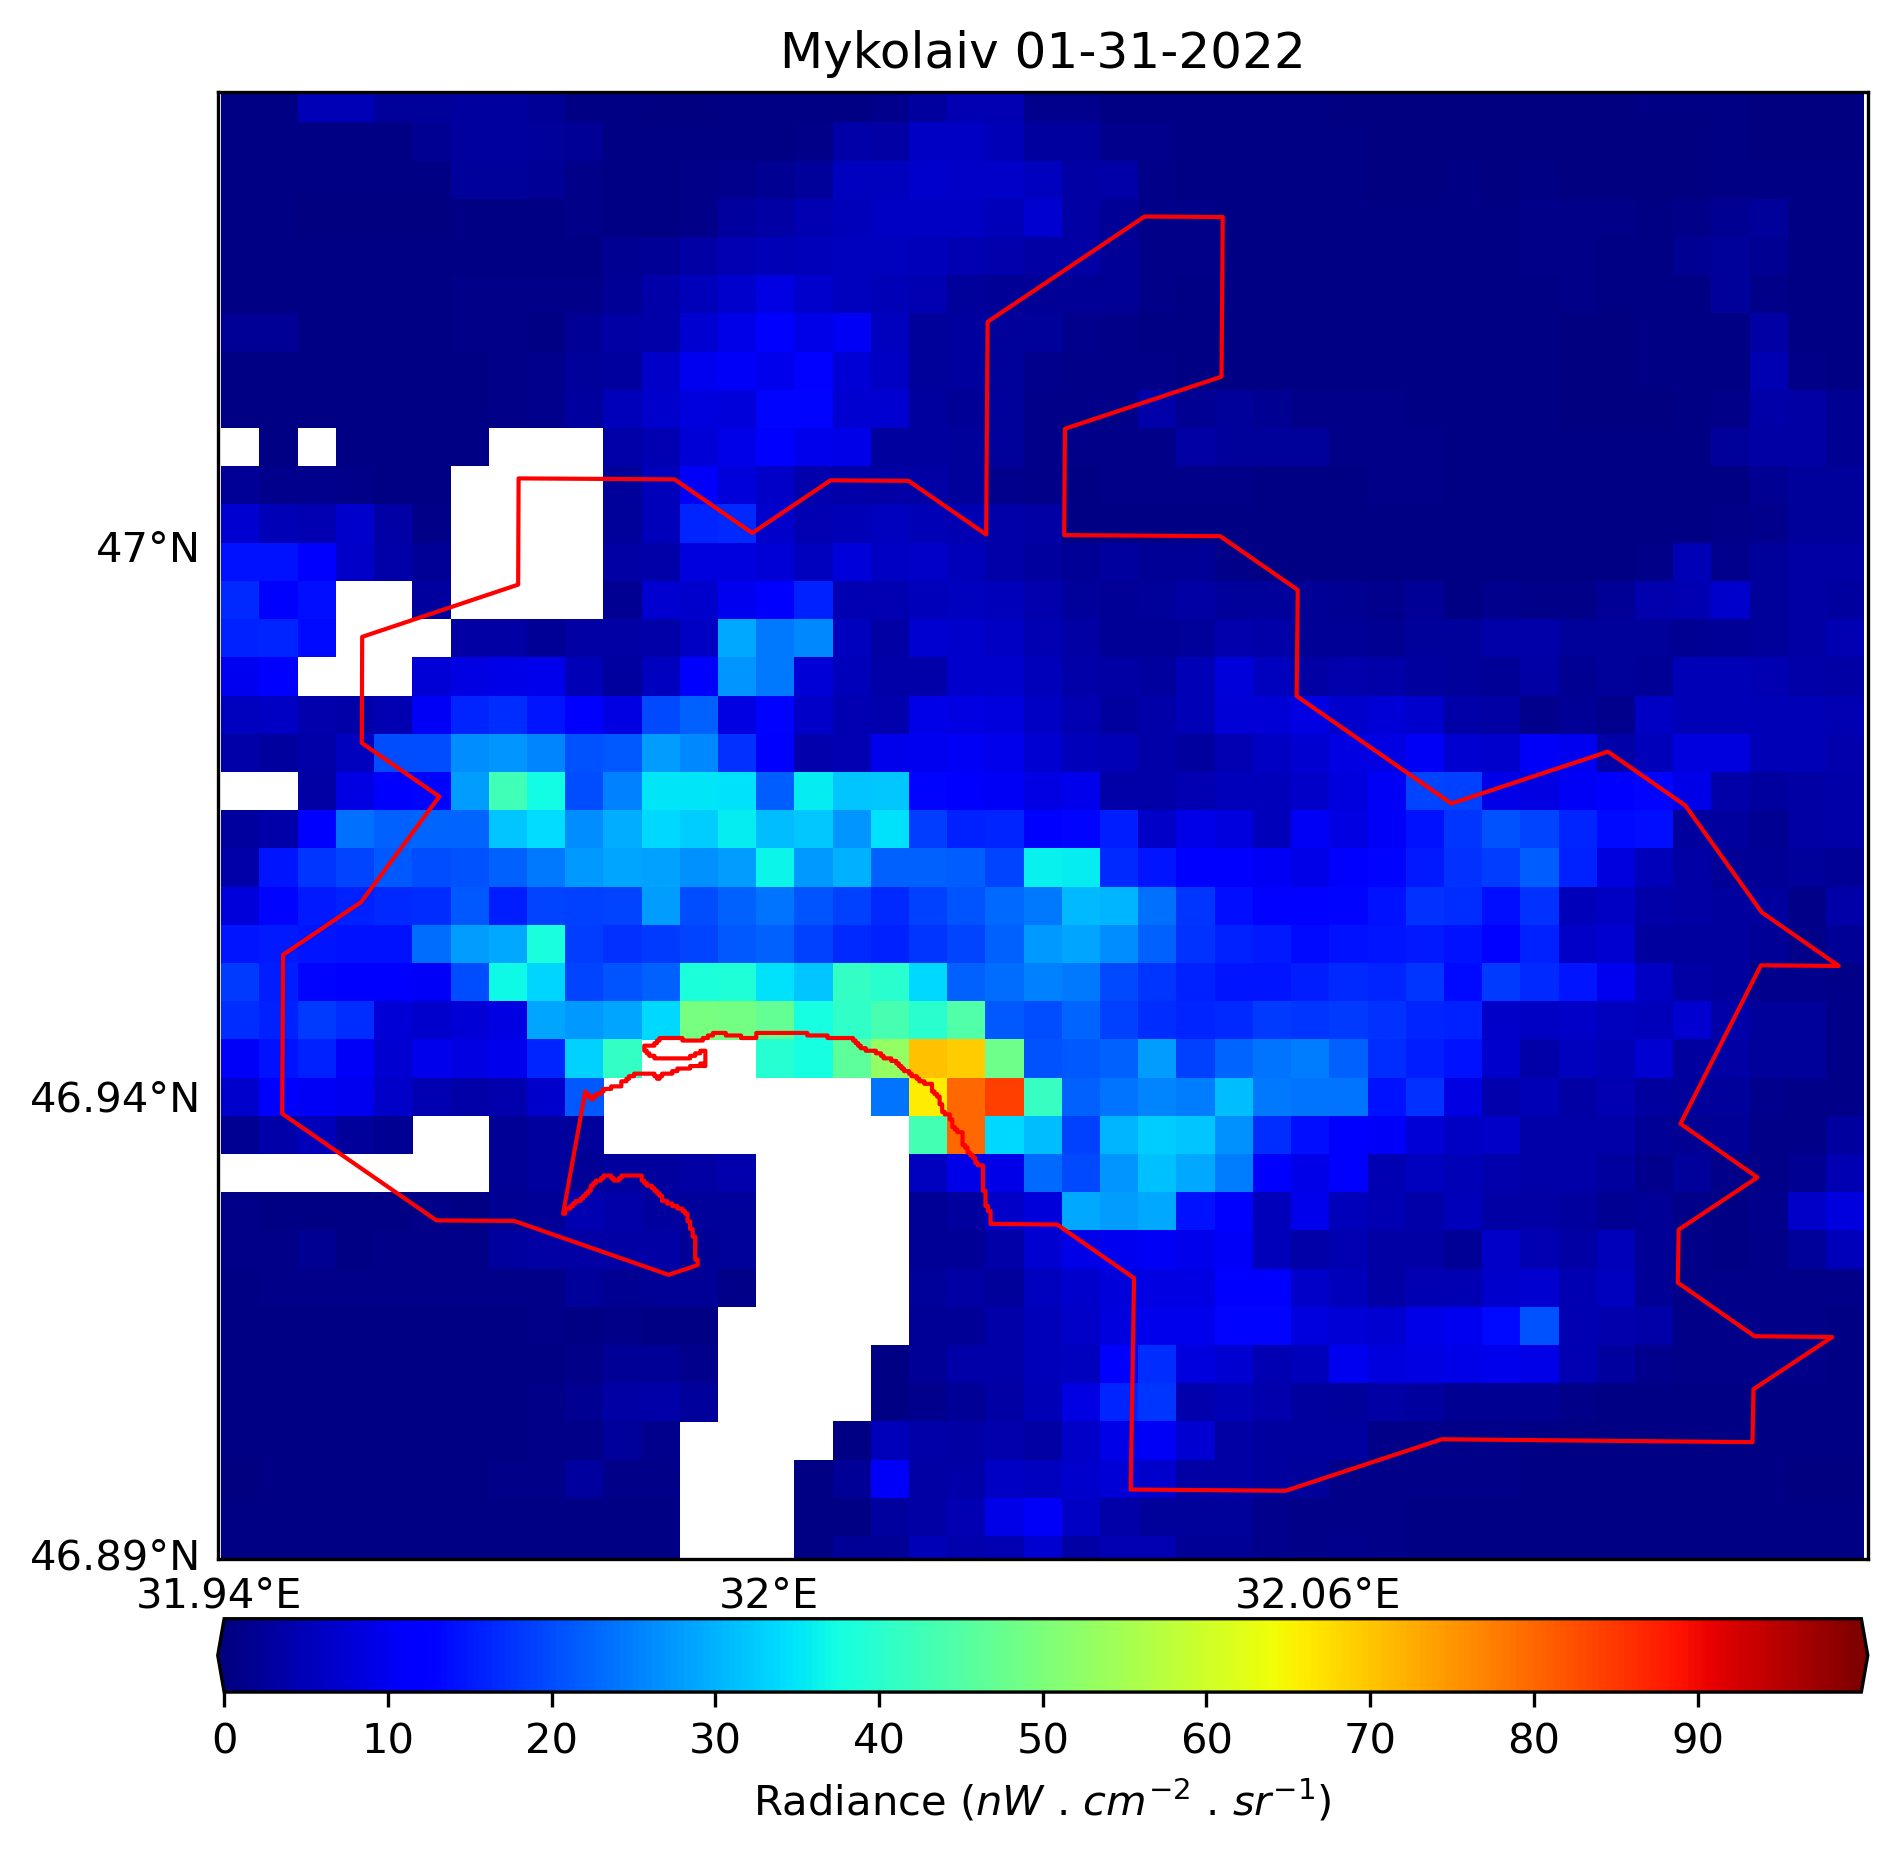 Mykolaiv 01-31-2022
47°N
46.94°N
46.89°N
31.94°E 32°E 32.06°E
0 10 20 30 40 50 60 70 80 90
Radiance (nW . cm⁻² . sr⁻¹)